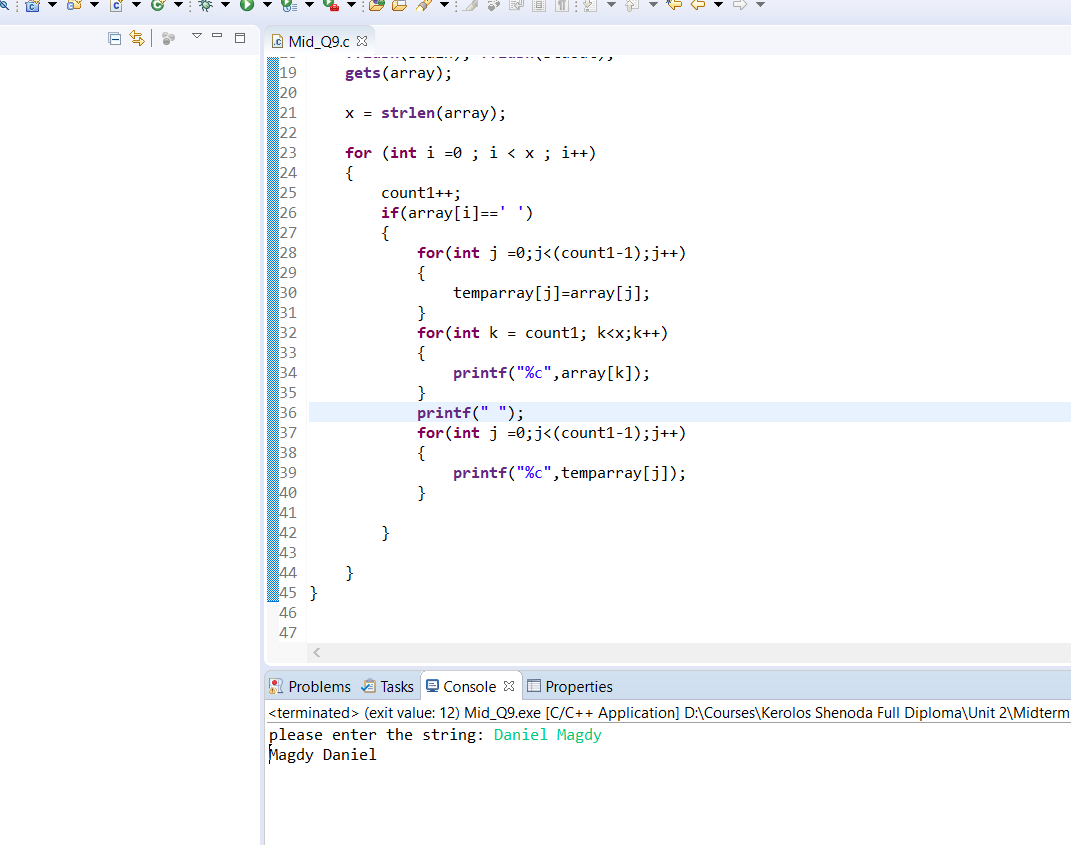 Mid_Q9.c
19 gets(array);
20
21 x = strlen(array);
22
23 for (int i =0 ; i < x ; i++)
24 {
25 count1++;
26 if(array[i]==' ')
27 {
28 for(int j =0;j<(count1-1);j++)
29 {
30 temparray[j]=array[j];
31 }
32 for(int k = count1; k<x;k++)
33 {
34 printf("%c",array[k]);
35 }
36 printf(" ");
37 for(int j =0;j<(count1-1);j++)
38 {
39 printf("%c",temparray[j]);
40 }
41
42 }
43
44 }
45 }
46
47
Problems Tasks Console Properties
<terminated> (exit value: 12) Mid_Q9.exe [C/C++ Application] D:\Courses\Kerolos Shenoda Full Diploma\Unit 2\Midterm
please enter the string: Daniel Magdy
Magdy Daniel